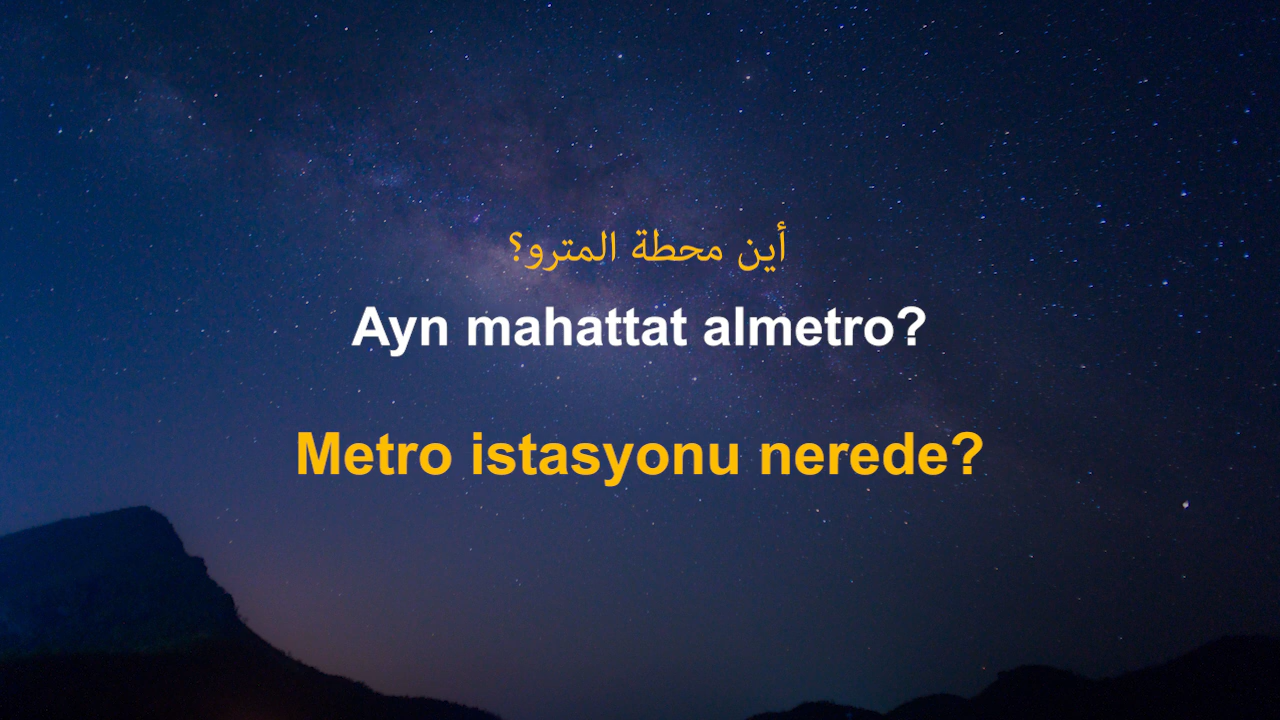 أين محطة المترو؟
Ayn mahattat almetro?
Metro istasyonu nerede?